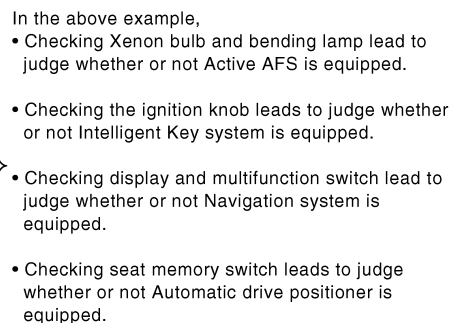 In the above example,
• Checking Xenon bulb and bending lamp lead to
judge whether or not Active AFS is equipped.
• Checking the ignition knob leads to judge whether
or not Intelligent Key system is equipped.
• Checking display and multifunction switch lead to
judge whether or not Navigation system is
equipped.
• Checking seat memory switch leads to judge
whether or not Automatic drive positioner is
equipped.